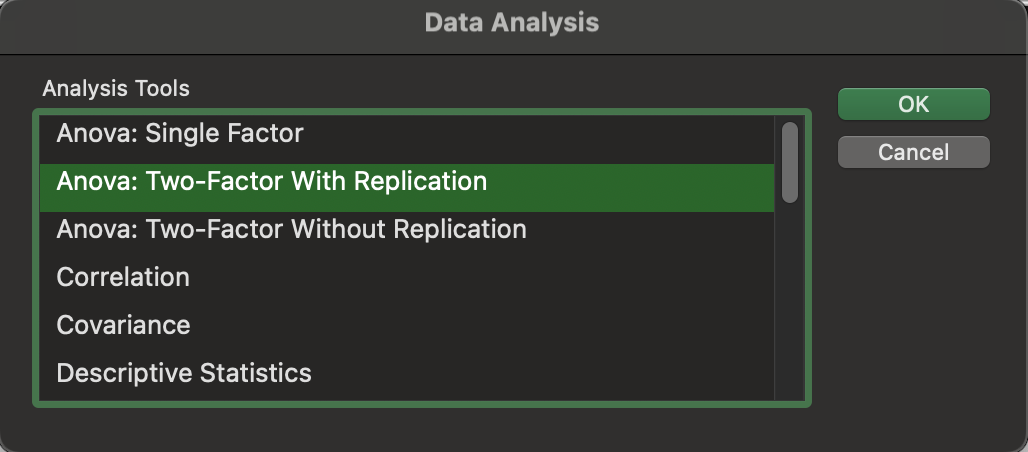 Data Analysis
Analysis Tools
Anova: Single Factor
Anova: Two-Factor With Replication
Anova: Two-Factor Without Replication
Correlation
Covariance
Descriptive Statistics
OK
Cancel